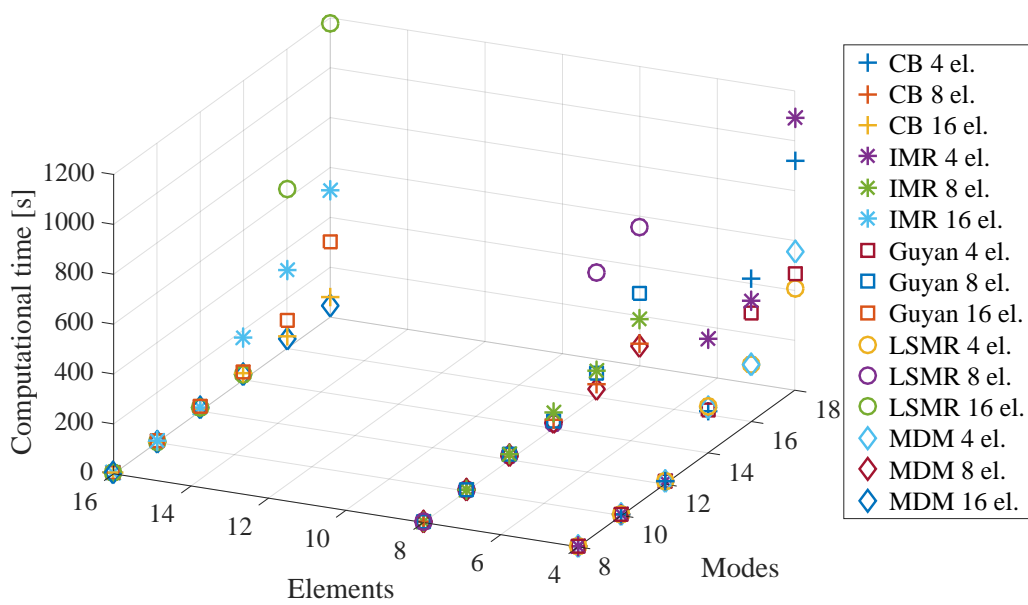 Computational time [s]
1200
1000
800
600
400
200
0
16
14
12
10
8
6
4
Elements
8
10
12
14
16
18
Modes
CB 4 el.
CB 8 el.
CB 16 el.
IMR 4 el.
IMR 8 el.
IMR 16 el.
Guyan 4 el.
Guyan 8 el.
Guyan 16 el.
LSMR 4 el.
LSMR 8 el.
LSMR 16 el.
MDM 4 el.
MDM 8 el.
MDM 16 el.